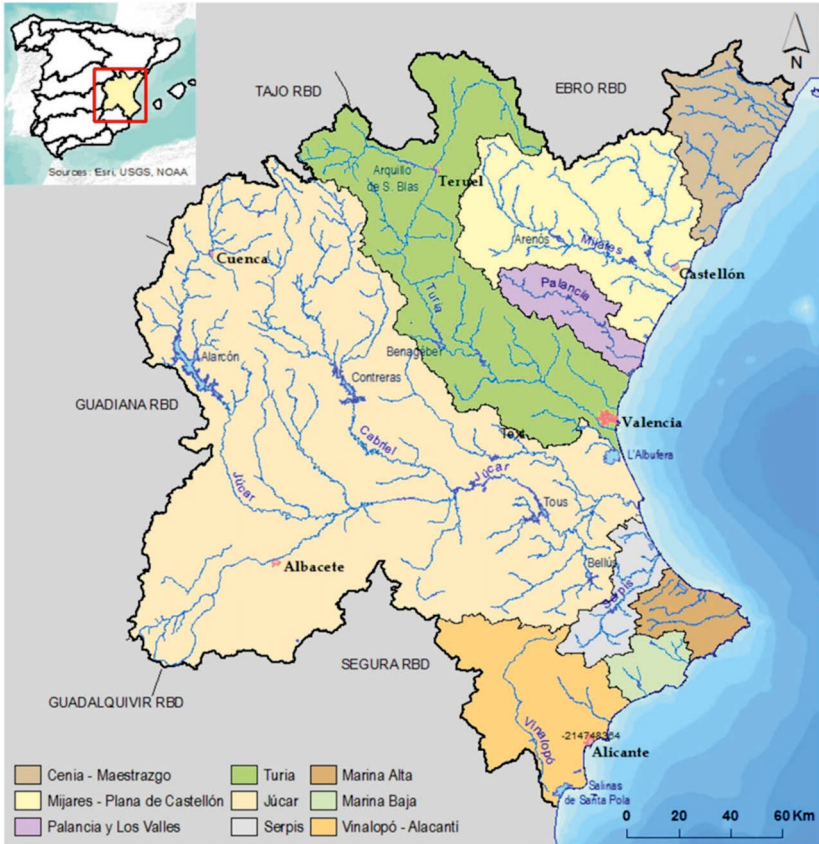 N
TAJO RBD
EBRO RBD
Sources: Esri, USGS, NOAA
Arquillo
de S. Blas
Teruel
Arenós
Mijares
Cuenca
Castellón
Palancia
Turia
Alarcón
Benagéber
Contreras
GUADIANA RBD
Valencia
Text
Cabriel
L'Albufera
Júcar
Júcar
Tous
Albacete
Bellús
Serpis
SEGURA RBD
GUADALQUIVIR RBD
Vinalopó
-214748364
Alicante
Cenia - Maestrazgo
Turia
Marina Alta
Mijares - Plana de Castellón
Júcar
Marina Baja
Palancia y Los Valles
Serpis
Vinalopó - Alacantí
Salinas
de Santa Pola
0 20 40 60 Km